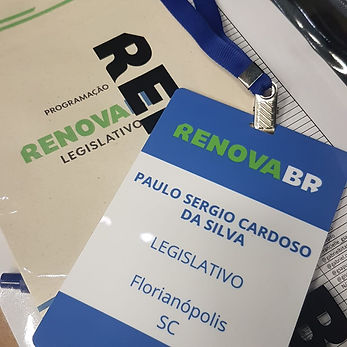 PROGRAMAÇÃO
RENOVA
LEGISLATIVO
RENOVABR
PAULO SERGIO CARDOSO
DA SILVA
LEGISLATIVO
Florianópolis
SC